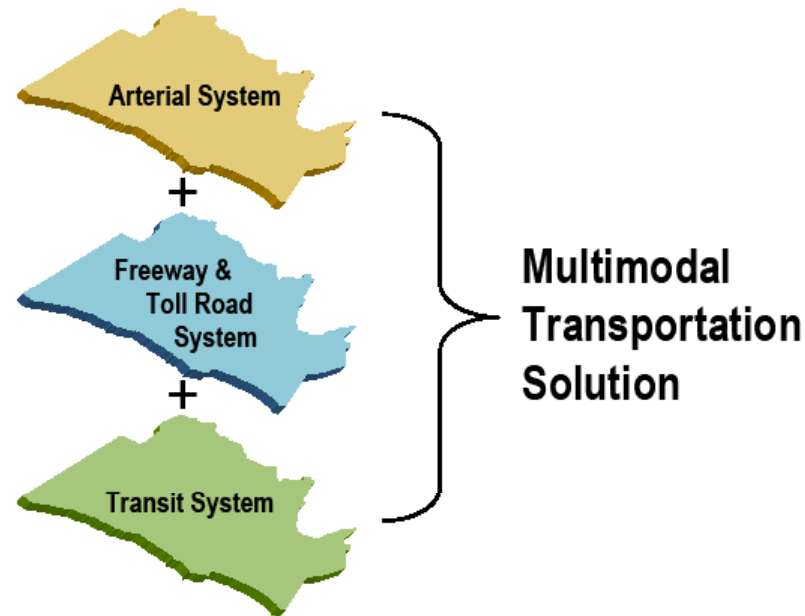 Arterial System
+
Freeway &
Toll Road
System
+
Transit System
Multimodal
Transportation
Solution